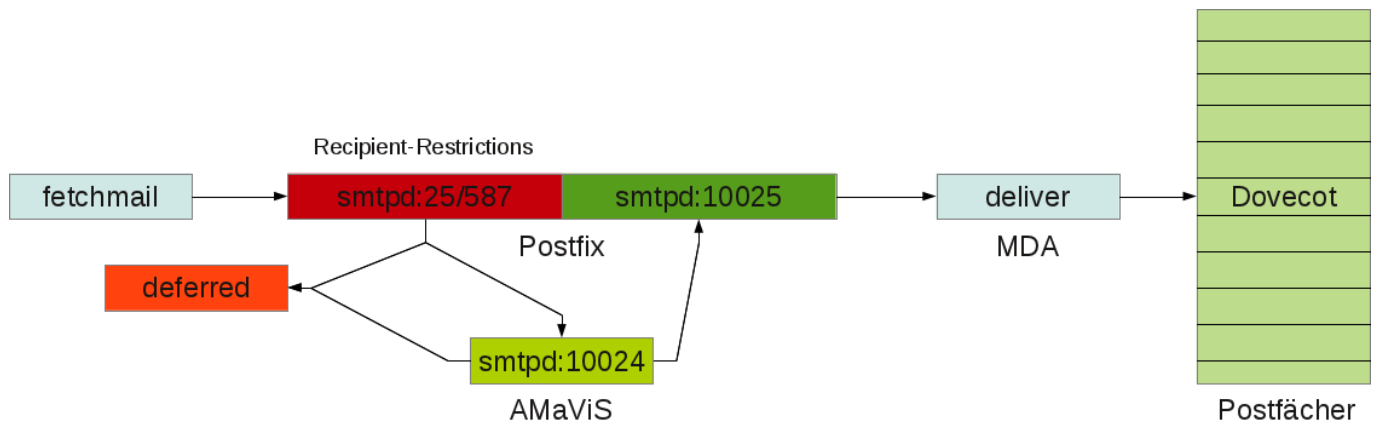 Recipient-Restrictions
fetchmail
smtpd:25/587
smtpd:10025
deliver
Dovecot
Postfix
MDA
deferred
smtpd:10024
AMaViS
Postfächer